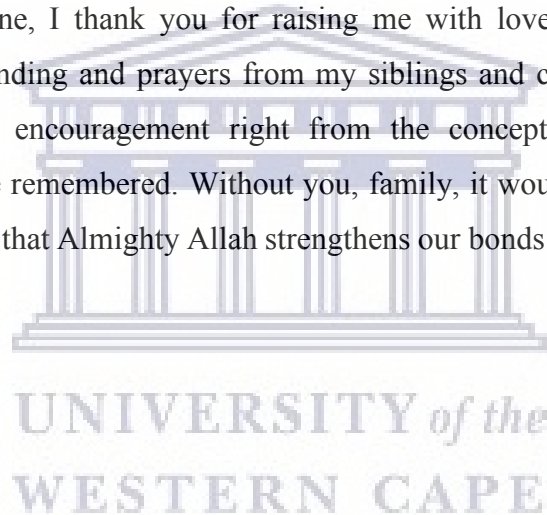 ne, I thank you for raising me with love
nding and prayers from my siblings and c
encouragement right from the concept
remembered. Without you, family, it wou
that Almighty Allah strengthens our bonds
UNIVERSITY of the
WESTERN CAPE